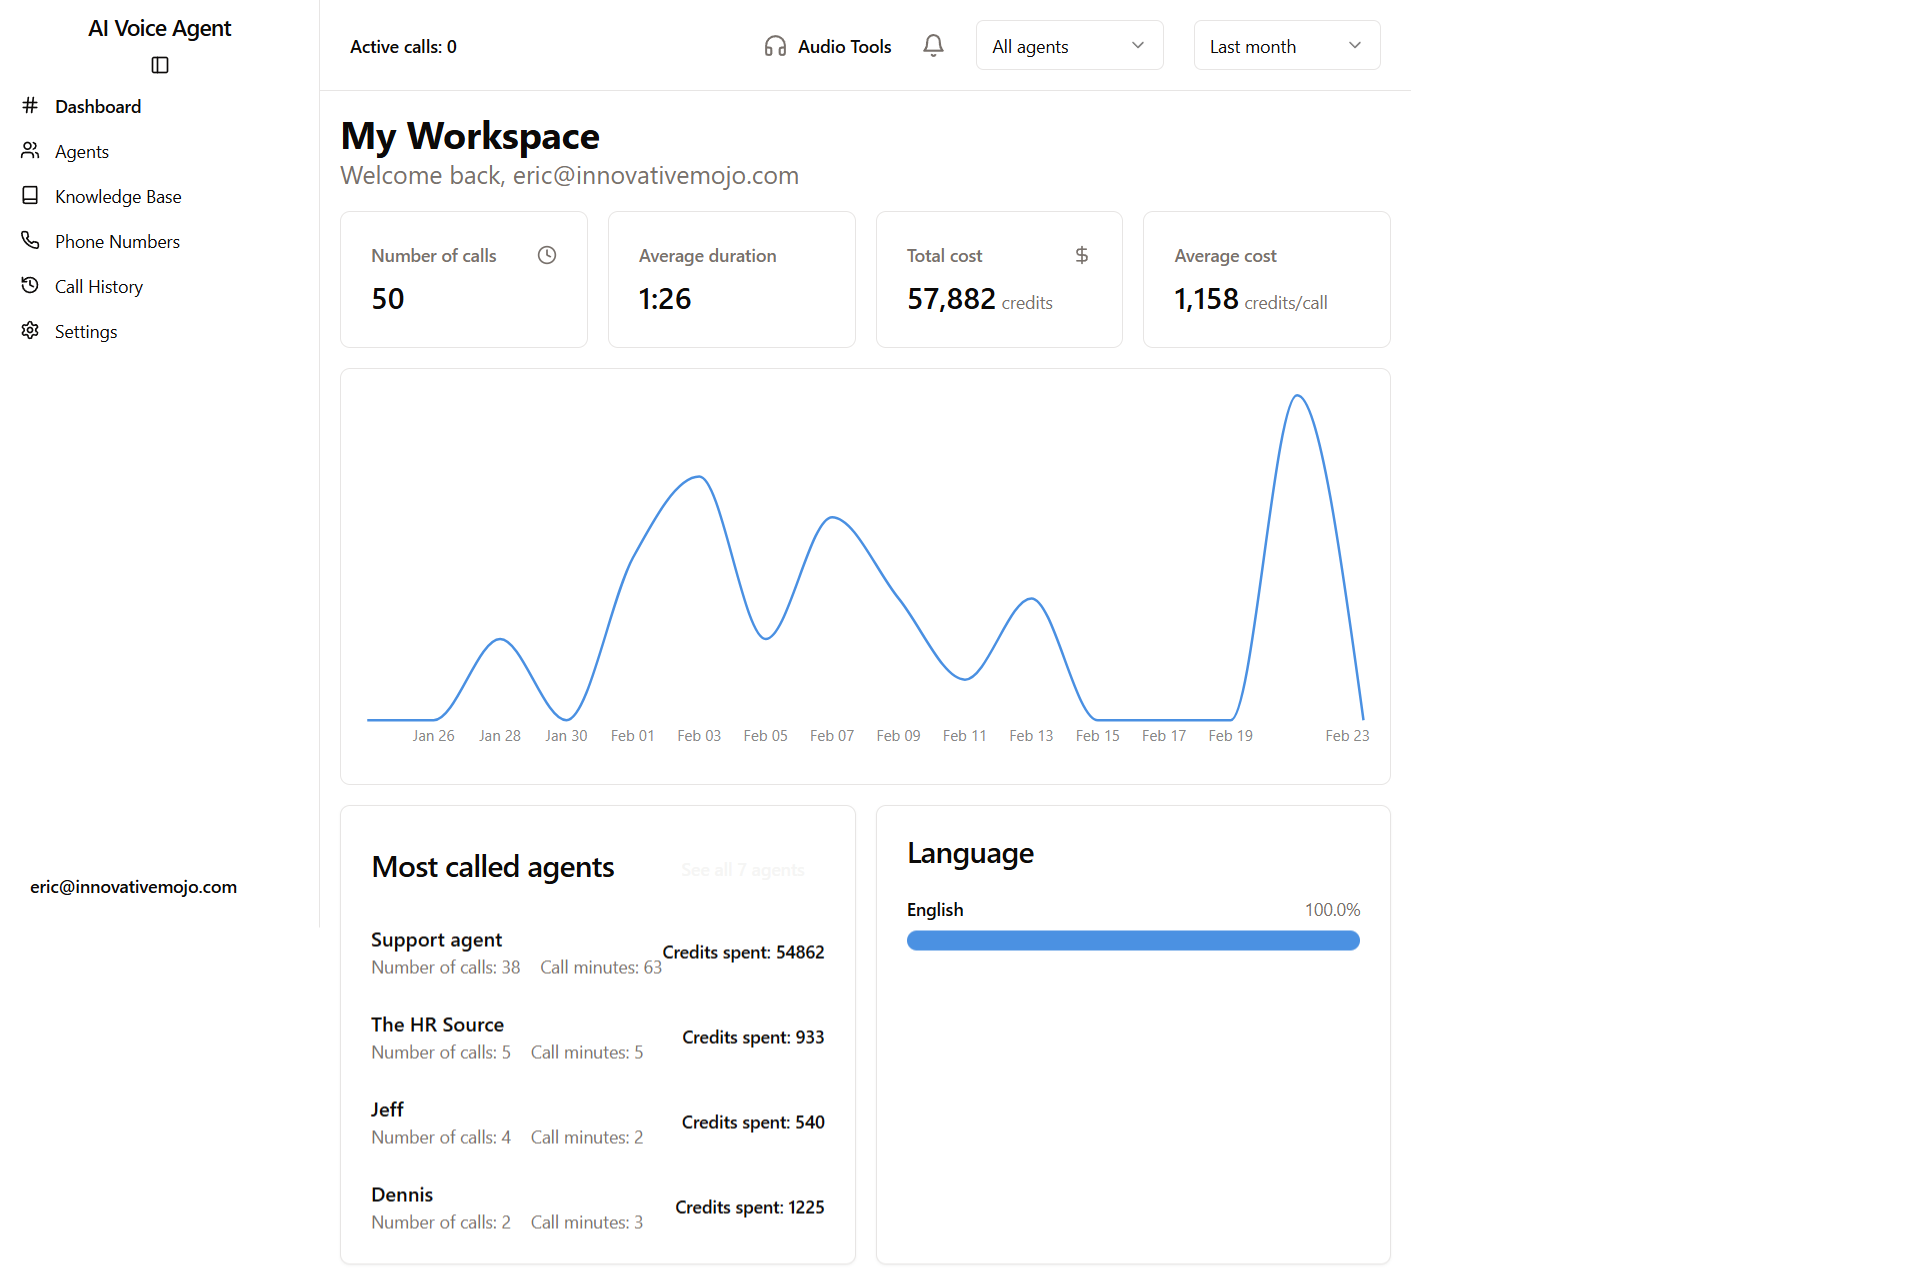 AI Voice Agent
Dashboard
Agents
Knowledge Base
Phone Numbers
Call History
Settings
eric@innovativemojo.com
Active calls: 0
Audio Tools
All agents
Last month
My Workspace
Welcome back, eric@innovativemojo.com
Number of calls
50
Average duration
1:26
Total cost
$
57,882 credits
Average cost
1,158 credits/call
Jan 26 Jan 28 Jan 30 Feb 01 Feb 03 Feb 05 Feb 07 Feb 09 Feb 11 Feb 13 Feb 15 Feb 17 Feb 19 Feb 23
Most called agents
See all 7 agents
Support agent
Number of calls: 38 Call minutes: 63
Credits spent: 54862
The HR Source
Number of calls: 5 Call minutes: 5
Credits spent: 933
Jeff
Number of calls: 4 Call minutes: 2
Credits spent: 540
Dennis
Number of calls: 2 Call minutes: 3
Credits spent: 1225
Language
English 100.0%